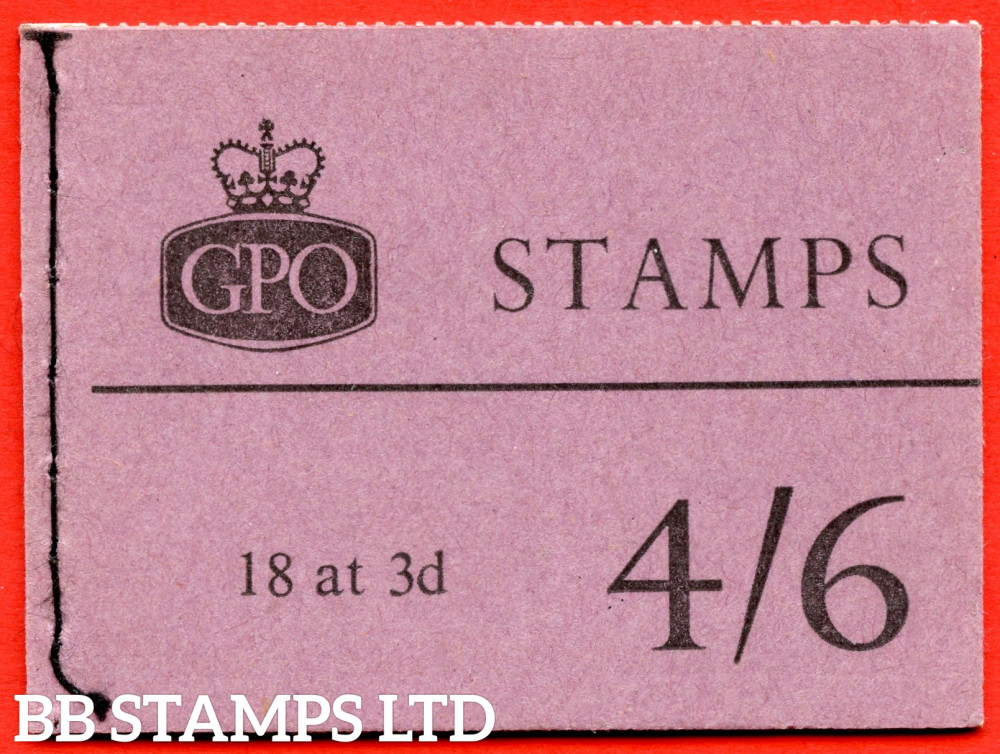 GPO
STAMPS
18 at 3d
4/6
BB STAMPS LTD